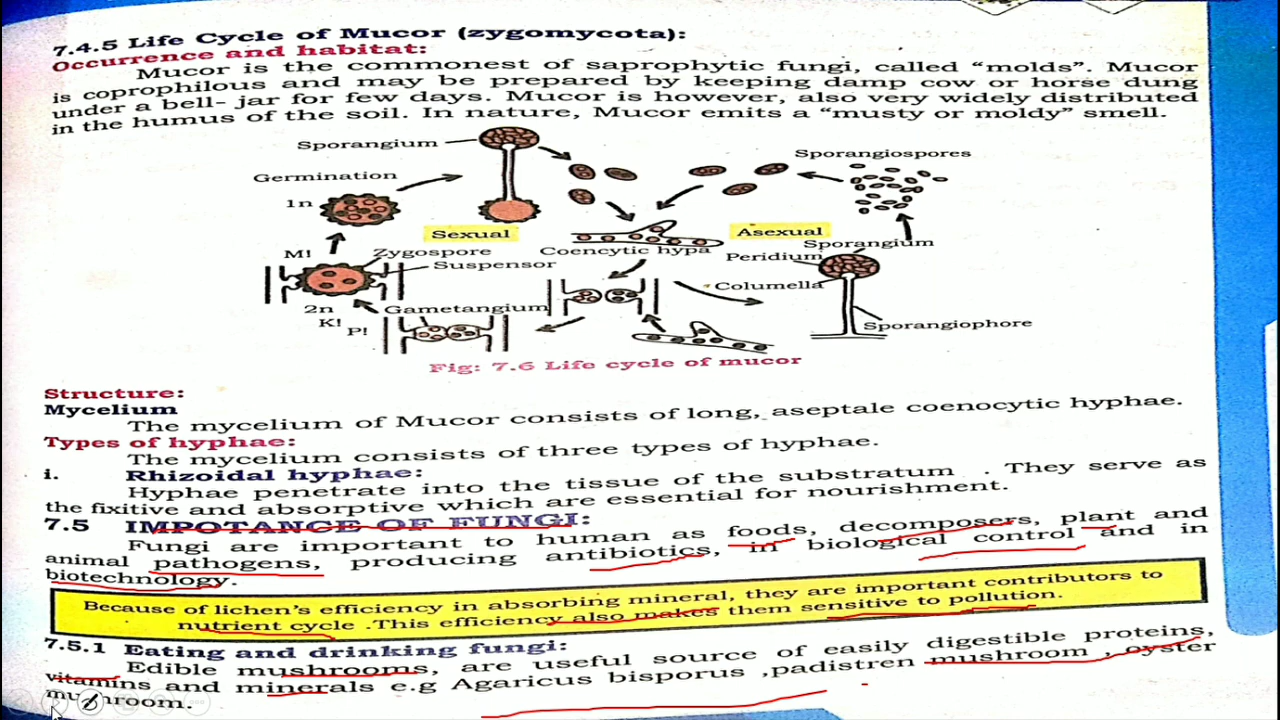 7.4.5 Life Cycle of Mucor (zygomycota):
Occurrence and habitat:
Mucor is the commonest of saprophytic fungi, called “molds”. Mucor
is coprophilous and may be prepared by keeping damp cow or horse dung
under a bell- jar for few days. Mucor is however, also very widely distributed
in the humus of the soil. In nature, Mucor emits a “musty or moldy” smell.
Sporangium
Sporangiospores
Germination
1n
Sexual
Asexual
Coencytic hypa
Sporangium
M!
Zygospore
Peridium
Suspensor
Columella
2n
Gametangium
K!
P!
Sporangiophore
Fig: 7.6 Life cycle of mucor
Structure:
Mycelium
The mycelium of Mucor consists of long, aseptale coenocytic hyphae.
Types of hyphae:
The mycelium consists of three types of hyphae.
i. Rhizoidal hyphae:
Hyphae penetrate into the tissue of the substratum . They serve as
the fixitive and absorptive which are essential for nourishment.
7.5 IMPOTANCE OF FUNGI:
Fungi are important to human as foods, decomposers, plant and
animal pathogens, producing antibiotics, in biological control and in
biotechnology.
Because of lichen’s efficiency in absorbing mineral, they are important contributors to
nutrient cycle .This efficiency also makes them sensitive to pollution.
7.5.1 Eating and drinking fungi:
Edible mushrooms, are useful source of easily digestible proteins,
vitamins and minerals e.g Agaricus bisporus ,padistren mushroom , oyster
mushroom.